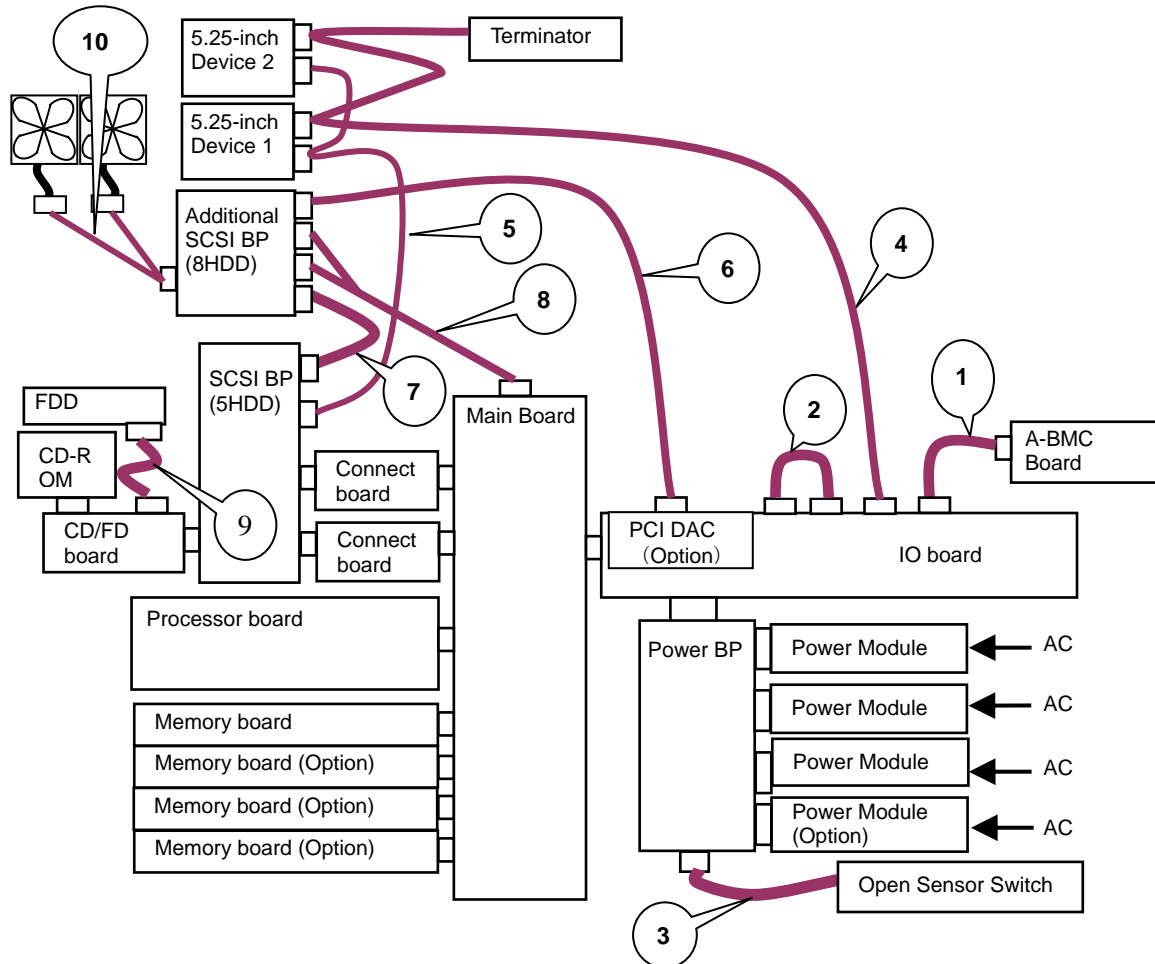 10
5.25-inch
Device 2
Terminator
5.25-inch
Device 1
Additional
SCSI BP
(8HDD)
5
6
4
8
SCSI BP
(5HDD)
7
Main Board
2
1
A-BMC
Board
FDD
CD-R
OM
Connect
board
9
CD/FD
board
Connect
board
PCI DAC
(Option)
IO board
Processor board
Power BP
Power Module
AC
Memory board
Power Module
AC
Memory board (Option)
Power Module
AC
Memory board (Option)
Power Module
(Option)
AC
Memory board (Option)
Open Sensor Switch
3